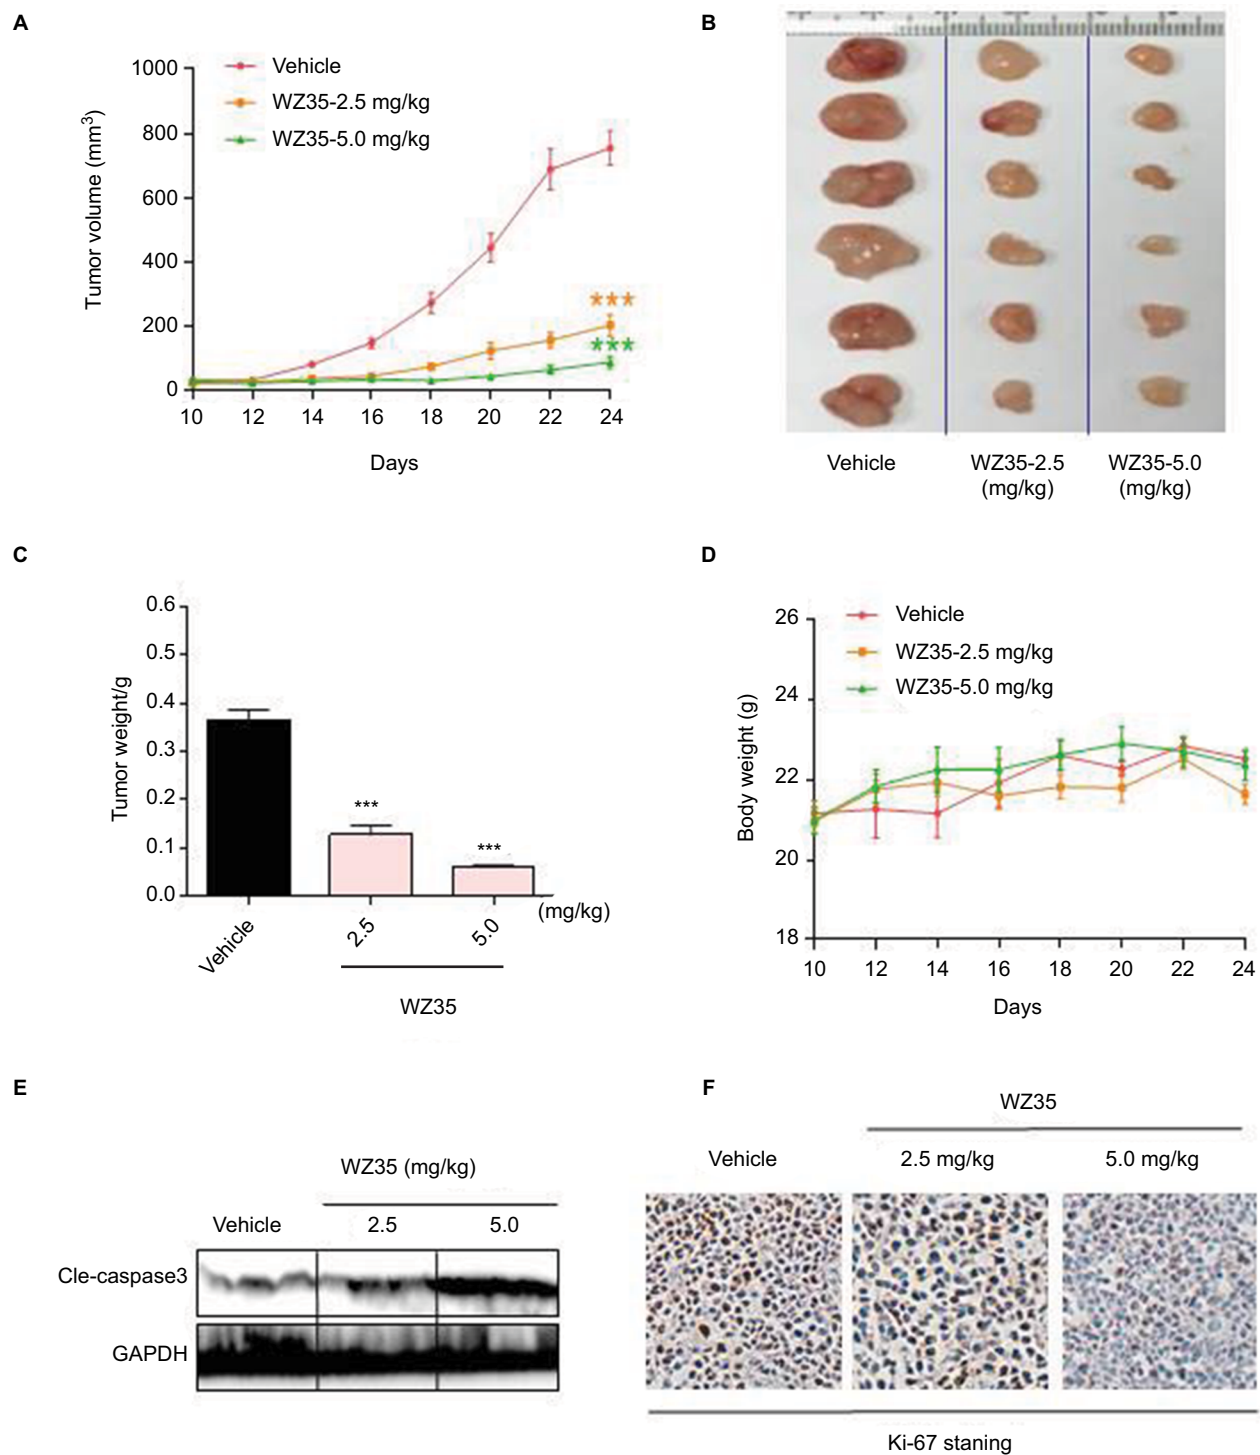 A
Tumor volume (mm3)
1000
800
600
400
200
0
Vehicle
WZ35-2.5 mg/kg
WZ35-5.0 mg/kg
***
***
10 12 14 16 18 20 22 24
Days
B
Vehicle
WZ35-2.5
(mg/kg)
WZ35-5.0
(mg/kg)
C
Tumor weight/g
0.6
0.5
0.4
0.3
0.2
0.1
0.0
***
***
Vehicle
2.5
5.0
(mg/kg)
WZ35
D
Body weight (g)
26
24
22
20
18
Vehicle
WZ35-2.5 mg/kg
WZ35-5.0 mg/kg
10 12 14 16 18 20 22 24
Days
E
WZ35 (mg/kg)
Vehicle 2.5 5.0
Cle-caspase3
GAPDH
F
WZ35
Vehicle 2.5 mg/kg 5.0 mg/kg
Ki-67 staning